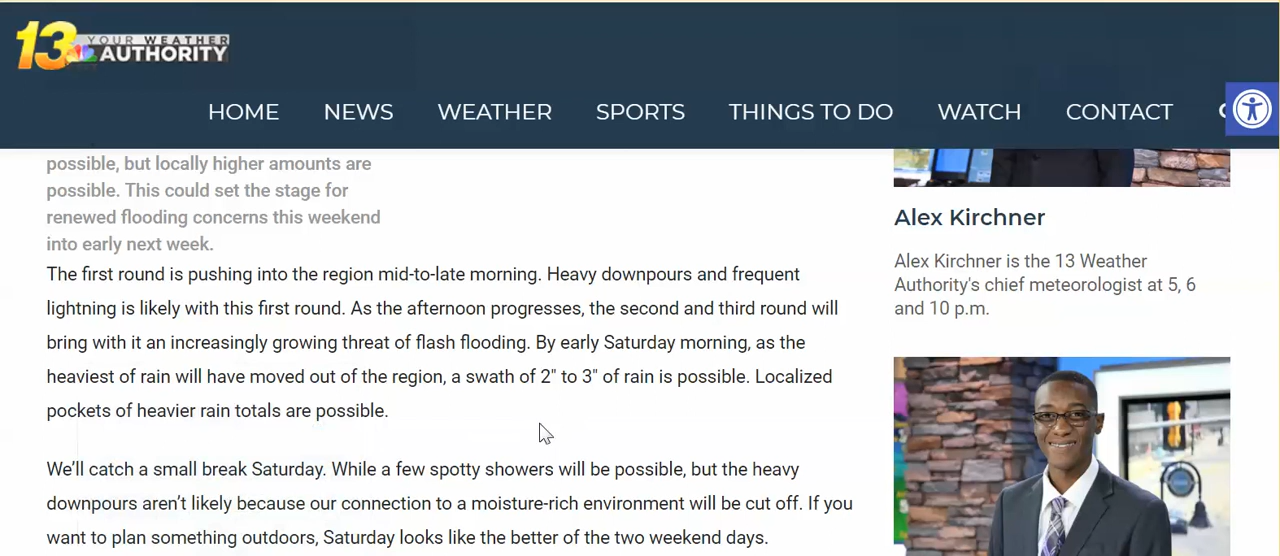 13 YOUR WEATHER
AUTHORITY
HOME NEWS WEATHER SPORTS THINGS TO DO WATCH CONTACT
possible, but locally higher amounts are
possible. This could set the stage for
renewed flooding concerns this weekend
into early next week.
The first round is pushing into the region mid-to-late morning. Heavy downpours and frequent
lightning is likely with this first round. As the afternoon progresses, the second and third round will
bring with it an increasingly growing threat of flash flooding. By early Saturday morning, as the
heaviest of rain will have moved out of the region, a swath of 2" to 3" of rain is possible. Localized
pockets of heavier rain totals are possible.
We’ll catch a small break Saturday. While a few spotty showers will be possible, but the heavy
downpours aren’t likely because our connection to a moisture-rich environment will be cut off. If you
want to plan something outdoors, Saturday looks like the better of the two weekend days.
Alex Kirchner
Alex Kirchner is the 13 Weather
Authority's chief meteorologist at 5, 6
and 10 p.m.